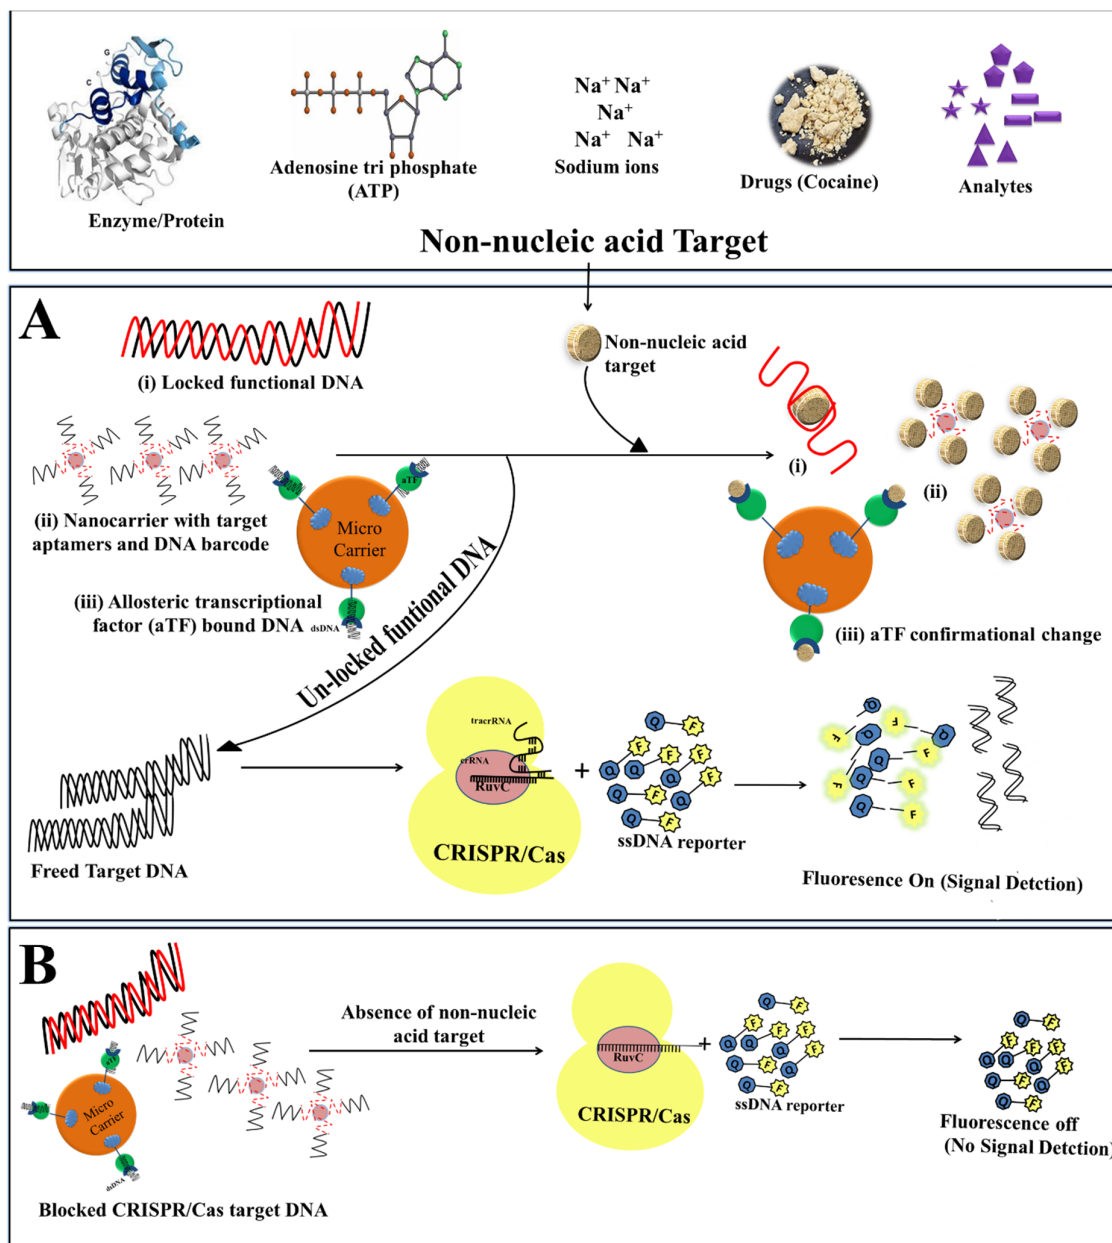 G
C
Enzyme/Protein
Adenosine tri phosphate
(ATP)
Na+ Na+
Na+
Na+ Na+
Sodium ions
Drugs (Cocaine)
Analytes
Non-nucleic acid Target
A
(i) Locked functional DNA
Non-nucleic acid
target
(i)
(ii)
aTF
Micro
Carrier
(ii) Nanocarrier with target
aptamers and DNA barcode
(iii) Allosteric transcriptional
factor (aTF) bound DNA
dsDNA
(iii) aTF confirmational change
Un-locked funtional DNA
tracrRNA
crRNA
RuvC
CRISPR/Cas
+
Q F
Q F F F
Q Q Q F
Q F Q
Q F
ssDNA reporter
Q
F F Q
Q F
F Q F
Q F
Freed Target DNA
Fluoresence On (Signal Detction)
B
Absence of non-nucleic
acid target
RuvC
CRISPR/Cas
+
Q F
F F F
Q Q Q F
Q F Q
Q F
ssDNA reporter
Q F
F F F
Q Q Q F
Q F Q
Q F
Fluorescence off
(No Signal Detction)
aTF
Micro
Carrier
dsDNA
Blocked CRISPR/Cas target DNA